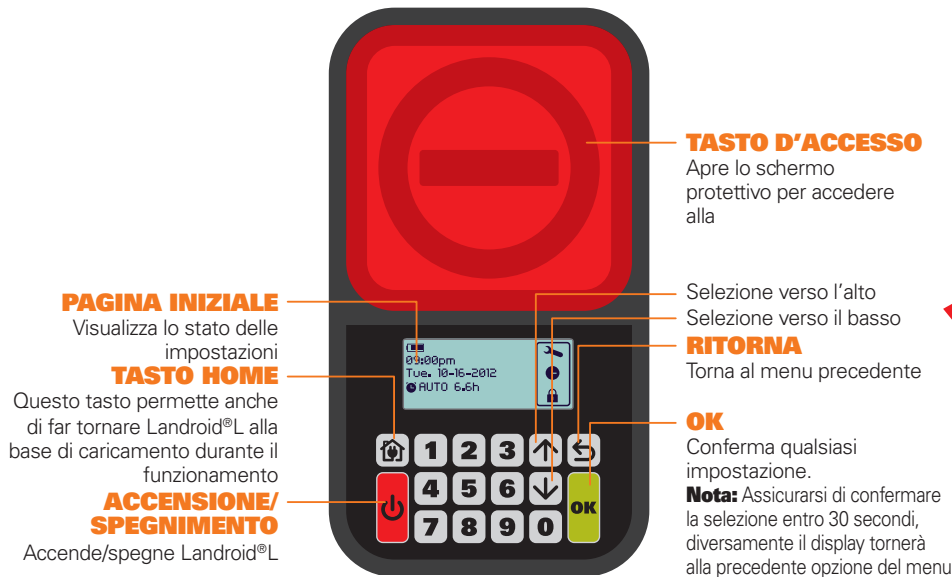 TASTO D'ACCESSO
Apre lo schermo
protettivo per accedere
alla
PAGINA INIZIALE
Visualizza lo stato delle
impostazioni
TASTO HOME
Questo tasto permette anche
di far tornare Landroid®L alla
base di caricamento durante il
funzionamento
ACCENSIONE/
SPEGNIMENTO
Accende/spegne Landroid®L
09:00pm
Tue. 10-16-2012
AUTO 6.6h
1 2 3
4 5 6
7 8 9 0
OK
Selezione verso l'alto
Selezione verso il basso
RITORNA
Torna al menu precedente
OK
Conferma qualsiasi
impostazione.
Nota: Assicurarsi di confermare
la selezione entro 30 secondi,
diversamente il display tornerà
alla precedente opzione del menu